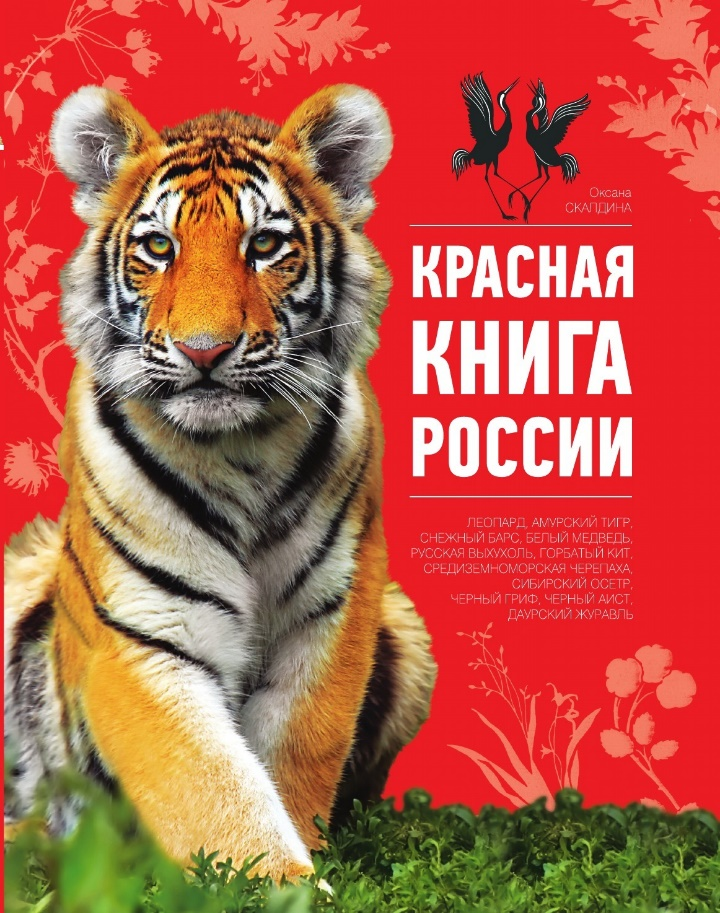 Оксана
СКАЛДИНА
КРАСНАЯ
КНИГА
РОССИИ
ЛЕОПАРД, АМУРСКИЙ ТИГР,
СНЕЖНЫЙ БАРС, БЕЛЫЙ МЕДВЕДЬ,
РУССКАЯ ВЫХУХОЛЬ, ГОРБАТЫЙ КИТ,
СРЕДИЗЕМНОМОРСКАЯ ЧЕРЕПАХА,
СИБИРСКИЙ ОСЕТР,
ЧЕРНЫЙ ГРИФ, ЧЕРНЫЙ АИСТ,
ДАУРСКИЙ ЖУРАВЛЬ